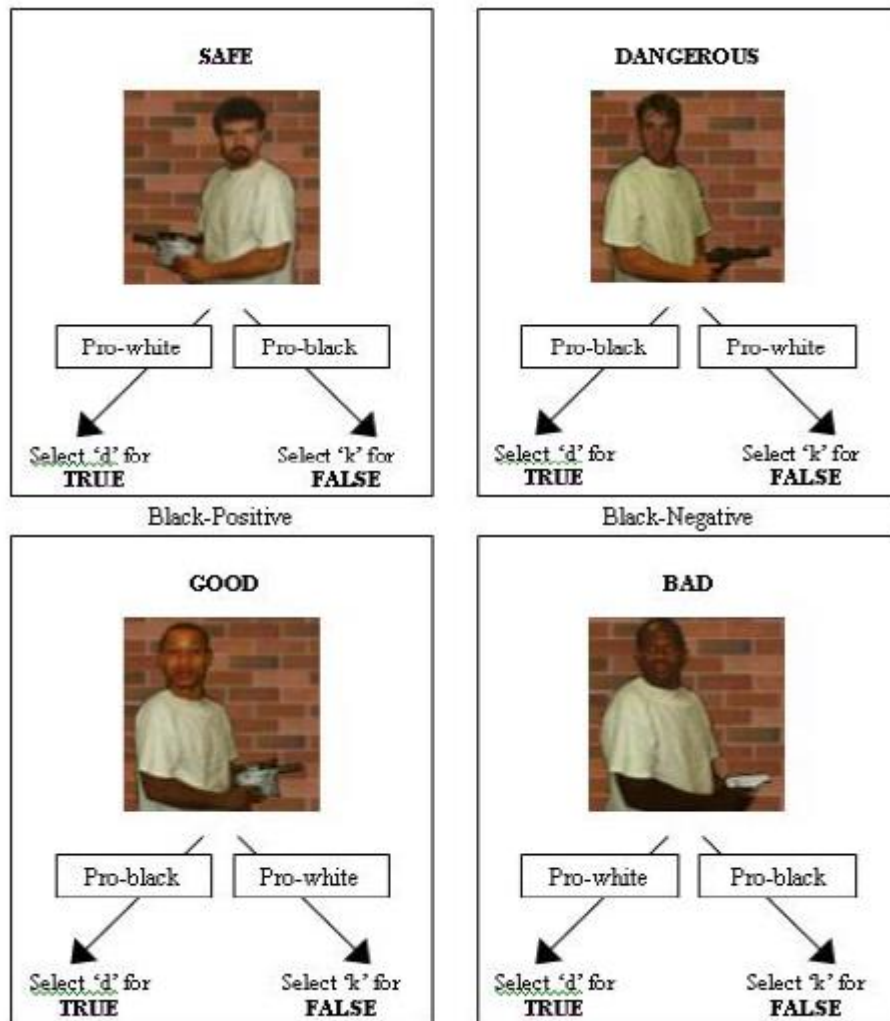 SAFE
Pro-white
Pro-black
Select ‘d’ for
TRUE
Select ‘k’ for
FALSE
DANGEROUS
Pro-black
Pro-white
Select ‘d’ for
TRUE
Select ‘k’ for
FALSE
Black-Positive
GOOD
Pro-black
Pro-white
Select ‘d’ for
TRUE
Select ‘k’ for
FALSE
Black-Negative
BAD
Pro-white
Pro-black
Select ‘d’ for
TRUE
Select ‘k’ for
FALSE